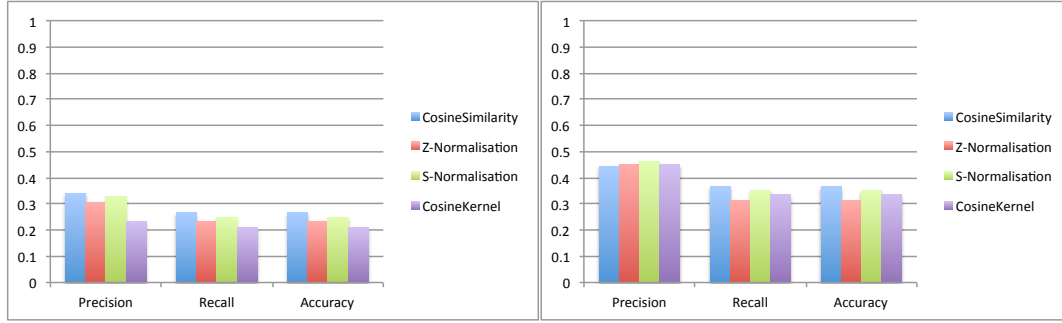 1
0.9
0.8
0.7
0.6
0.5
0.4
0.3
0.2
0.1
0
Precision Recall Accuracy
CosineSimilarity
Z-Normalisation
S-Normalisation
CosineKernel
1
0.9
0.8
0.7
0.6
0.5
0.4
0.3
0.2
0.1
0
Precision Recall Accuracy
CosineSimilarity
Z-Normalisation
S-Normalisation
CosineKernel